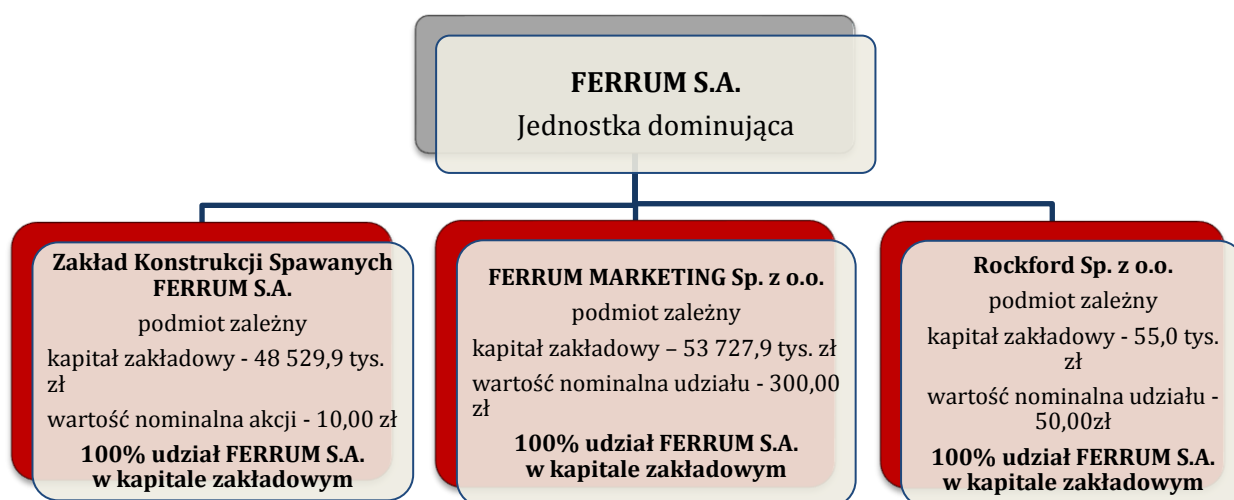 FERRUM S.A.
Jednostka dominująca
Zakład Konstrukcji Spawanych
FERRUM S.A.
podmiot zależny
kapitał zakładowy - 48 529,9 tys.
zł
wartość nominalna akcji - 10,00 zł
100% udział FERRUM S.A.
w kapitale zakładowym
FERRUM MARKETING Sp. z o.o.
podmiot zależny
kapitał zakładowy – 53 727,9 tys. zł
wartość nominalna udziału - 300,00
zł
100% udział FERRUM S.A.
w kapitale zakładowym
Rockford Sp. z o.o.
podmiot zależny
kapitał zakładowy - 55,0 tys.
zł
wartość nominalna udziału -
50,00zł
100% udział FERRUM S.A.
w kapitale zakładowym